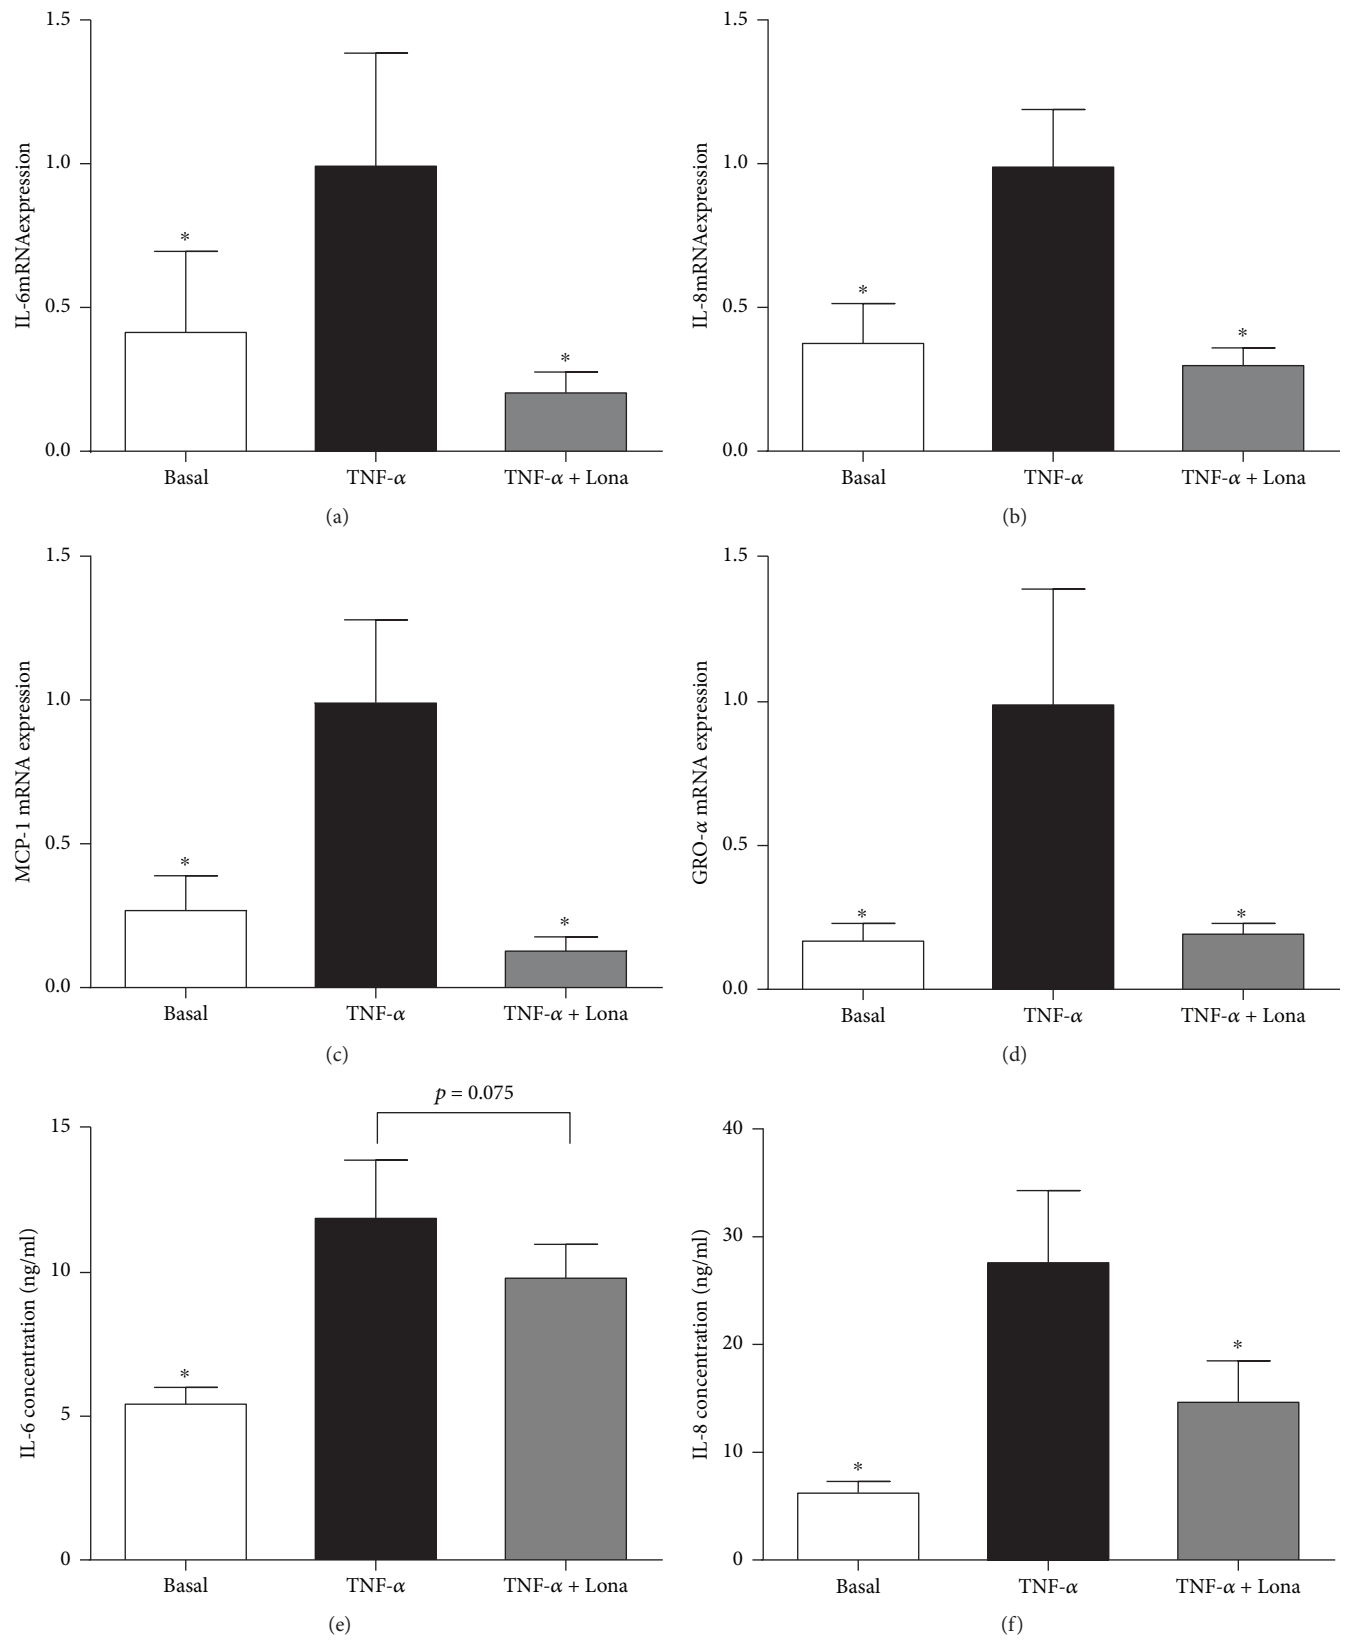 1.5
1.0
0.5
0.0
IL-6mRNAexpression
*
*
Basal
TNF-α
TNF-α + Lona
(a)
1.5
1.0
0.5
0.0
IL-8mRNAexpression
*
*
Basal
TNF-α
TNF-α + Lona
(b)
1.5
1.0
0.5
0.0
MCP-1 mRNA expression
*
*
Basal
TNF-α
TNF-α + Lona
(c)
1.5
1.0
0.5
0.0
GRO-α mRNA expression
*
*
Basal
TNF-α
TNF-α + Lona
(d)
p = 0.075
15
10
5
0
IL-6 concentration (ng/ml)
*
Basal
TNF-α
TNF-α + Lona
(e)
40
30
20
10
0
IL-8 concentration (ng/ml)
*
*
Basal
TNF-α
TNF-α + Lona
(f)